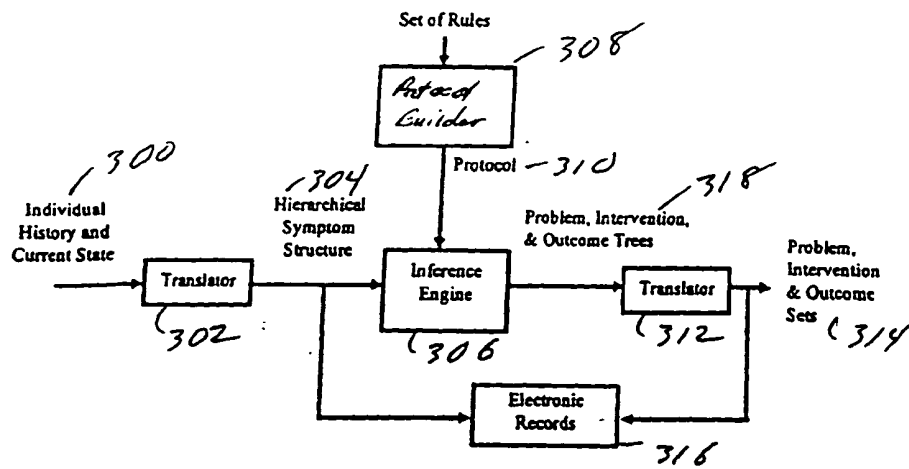 Set of Rules
308
Protocol
Builder
Protocol 310
300
Individual
History and
Current State
304
Hierarchical
Symptom
Structure
318
Problem, Intervention,
& Outcome Trees
Problem,
Intervention
& Outcome
Sets
314
Translator
302
Inference
Engine
306
Translator
312
Electronic
Records
316